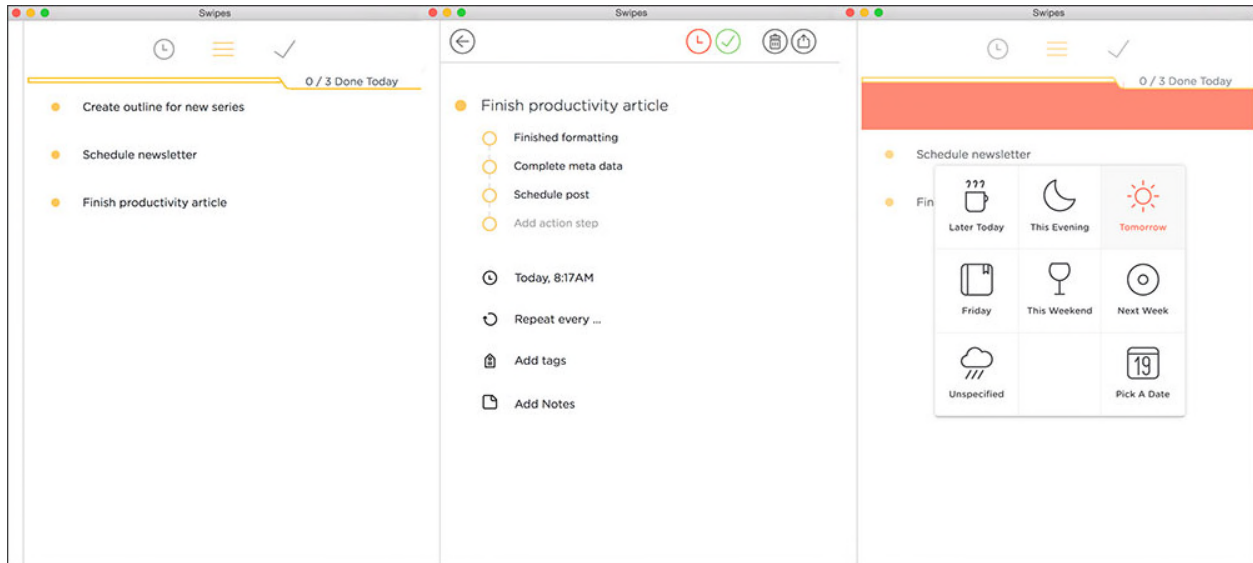 Swipes
0 / 3 Done Today
Create outline for new series
Schedule newsletter
Finish productivity article
Swipes
Finish productivity article
Finished formatting
Complete meta data
Schedule post
Add action step
Today, 8:17AM
Repeat every ...
Add tags
Add Notes
Swipes
0 / 3 Done Today
Schedule newsletter
Fin
???
Later Today
This Evening
Tomorrow
Friday
This Weekend
Next Week
Unspecified
19
Pick A Date